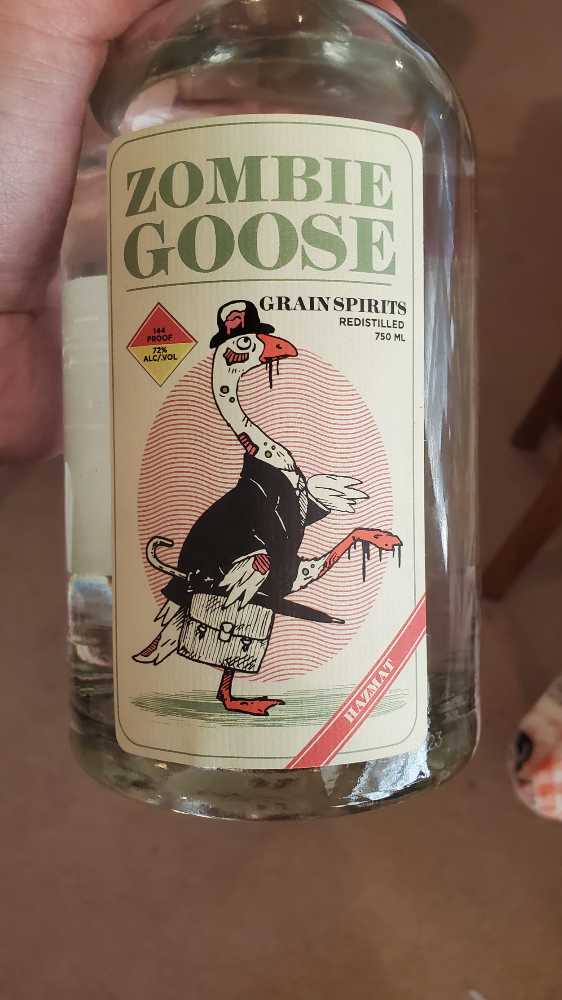 ZOMBIE
GOOSE
GRAIN SPIRITS
REDISTILLED
750 ML
144
PROOF
72%
ALC/.VOL
HAZMAT